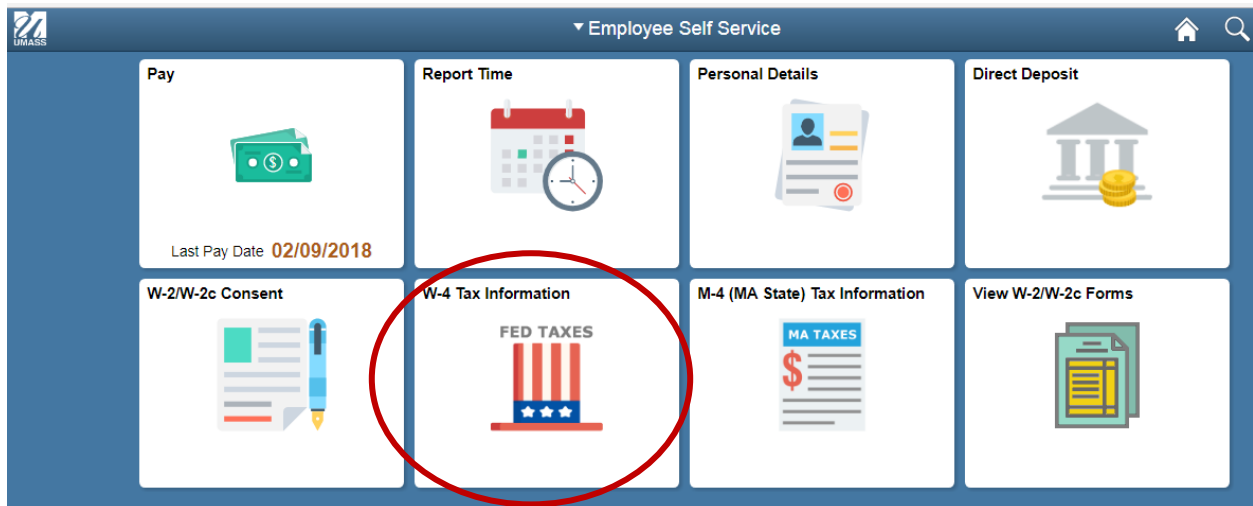 UMASS
Employee Self Service
Pay
Report Time
Personal Details
Direct Deposit
Last Pay Date 02/09/2018
W-2/W-2c Consent
W-4 Tax Information
M-4 (MA State) Tax Information
View W-2/W-2c Forms
FED TAXES
MA TAXES
$